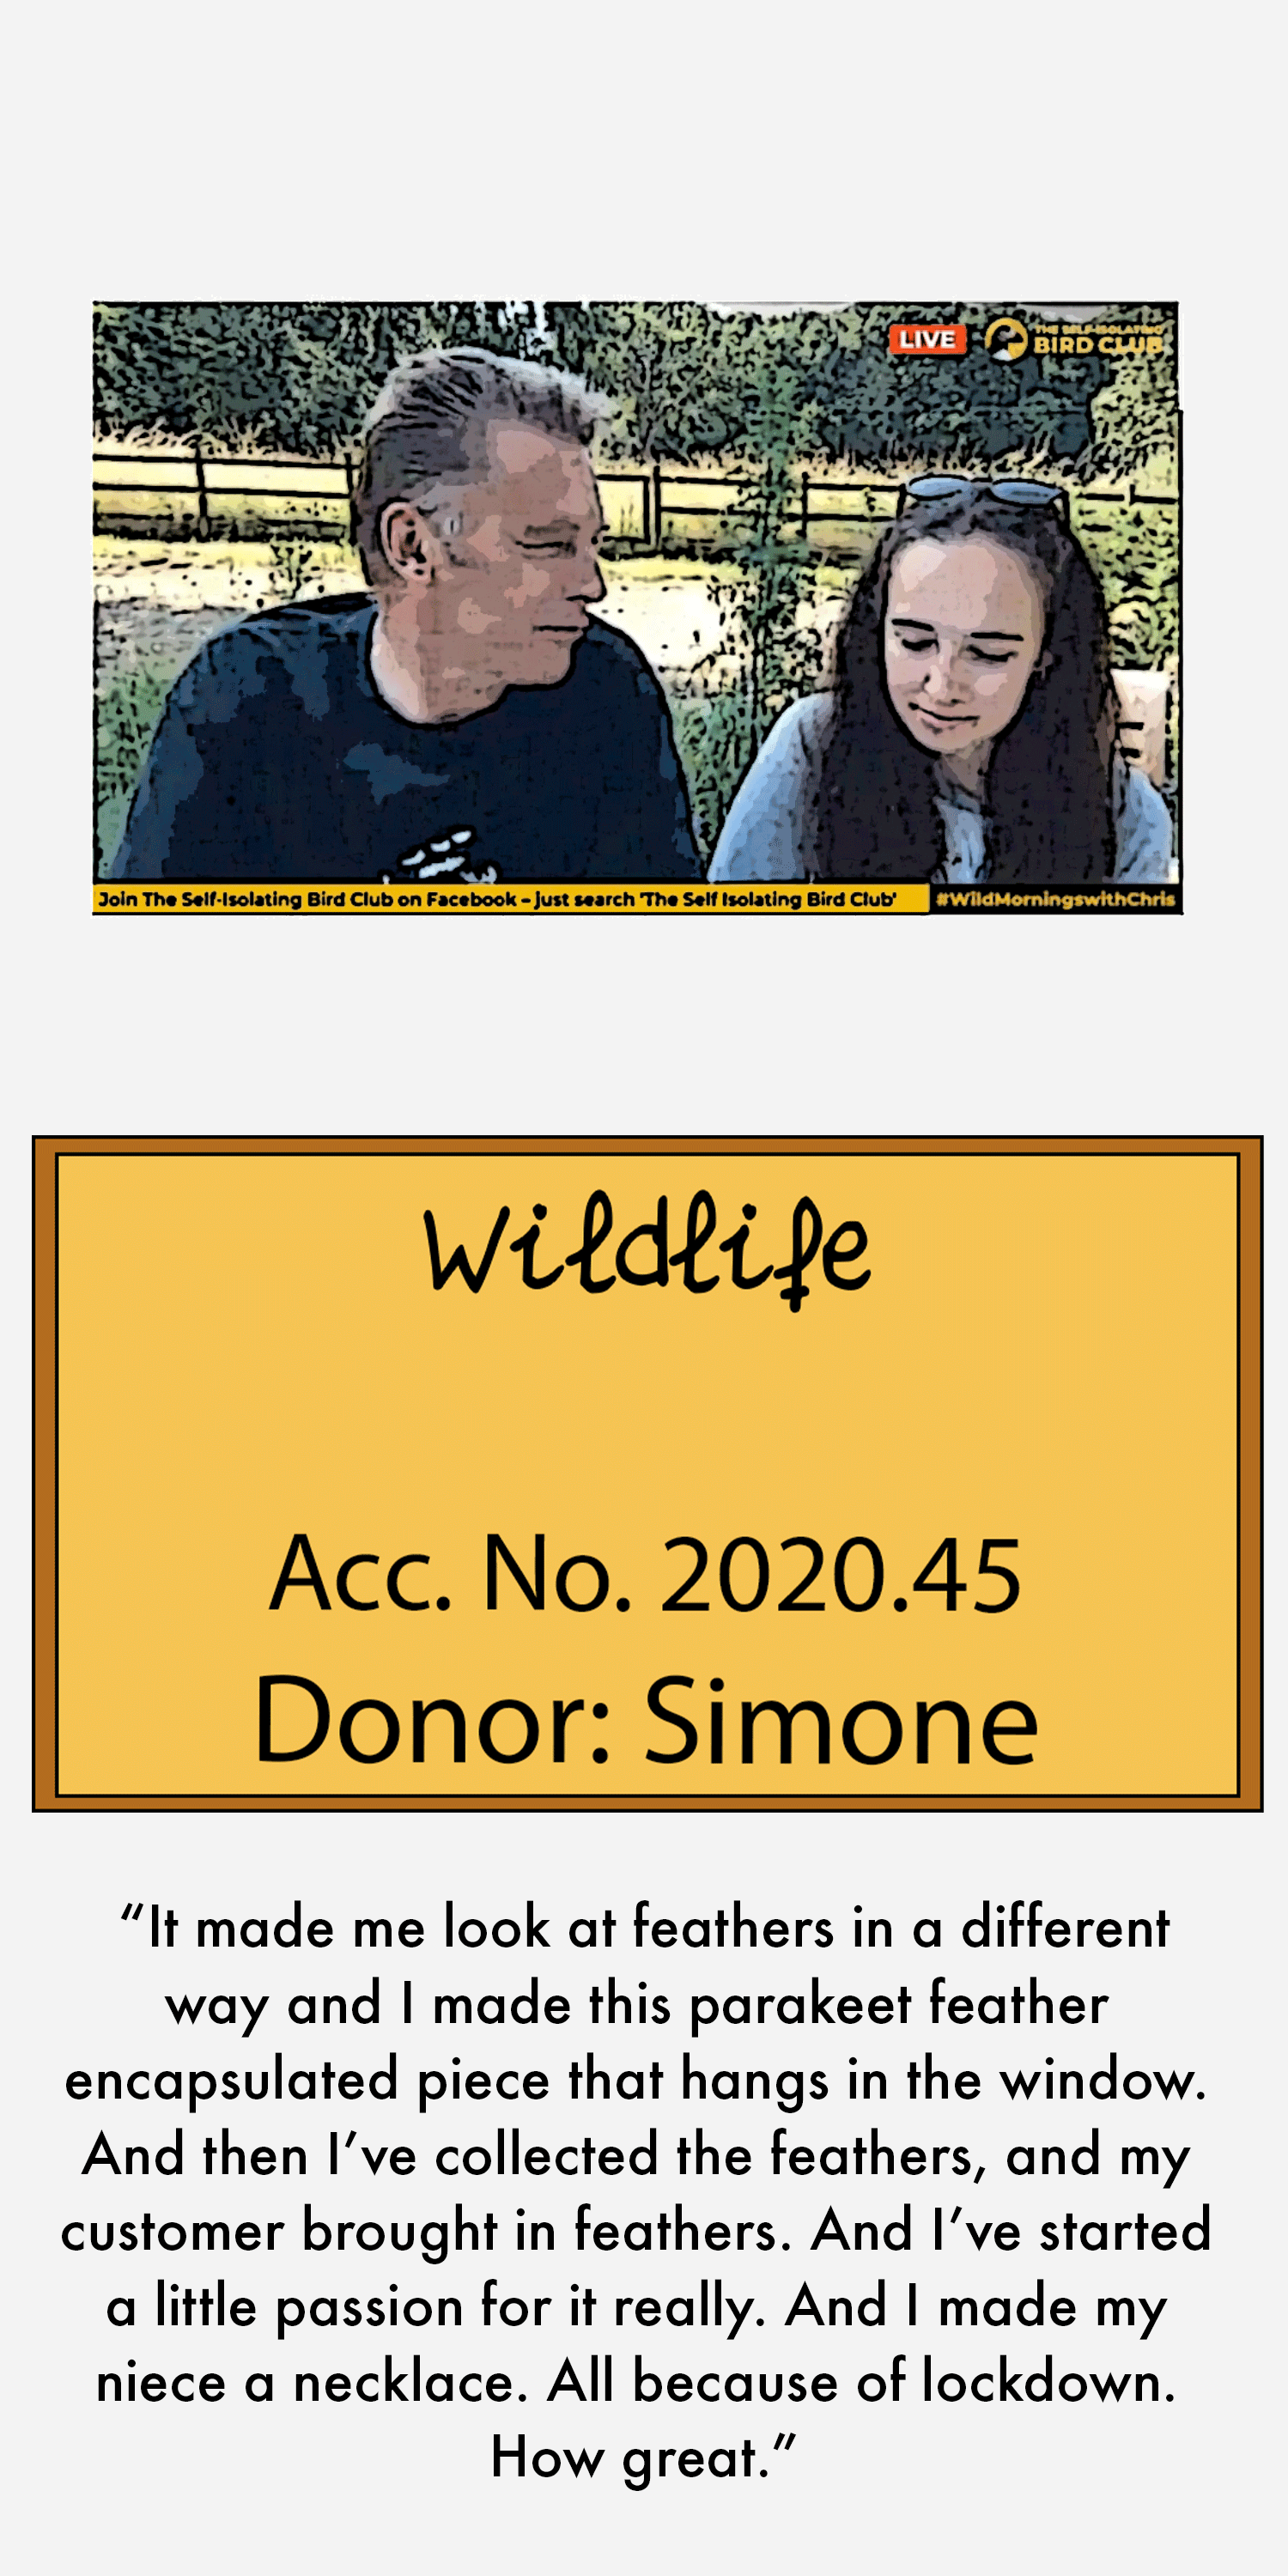 LIVE
THE SELF-ISOLATING
BIRD CLUB
Join The Self-Isolating Bird Club on Facebook - just search 'The Self Isolating Bird Club'
#WildMorningswithChris
Wildlife
Acc. No. 2020.45
Donor: Simone
“It made me look at feathers in a different
way and I made this parakeet feather
encapsulated piece that hangs in the window.
And then I’ve collected the feathers, and my
customer brought in feathers. And I’ve started
a little passion for it really. And I made my
niece a necklace. All because of lockdown.
How great.”